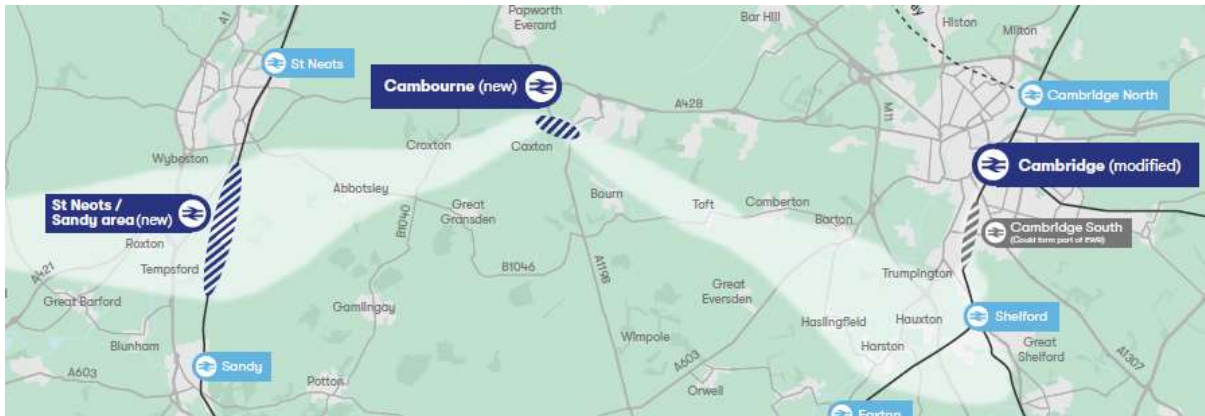 A1
Papworth
Everard
Bar Hill
Histon
Milton
St Neots
Cambourne (new)
Cambridge North
A428
M11
Wyboston
Croxton
Caxton
Cambridge (modified)
Abbotsley
Bourn
St Neots /
Sandy area (new)
Great
Gransden
Toft
Comberton
Barton
B1040
Cambridge South
(Could form part of EWR)
Roxton
Tempsford
A421
B1046
A1198
Trumpington
Great Barford
Great
Eversden
Gamlingay
Haslingfield
Hauxton
Shelford
Blunham
Wimpole
Harston
Great
Shelford
A1307
Sandy
A603
A603
Potton
Orwell
Foxton